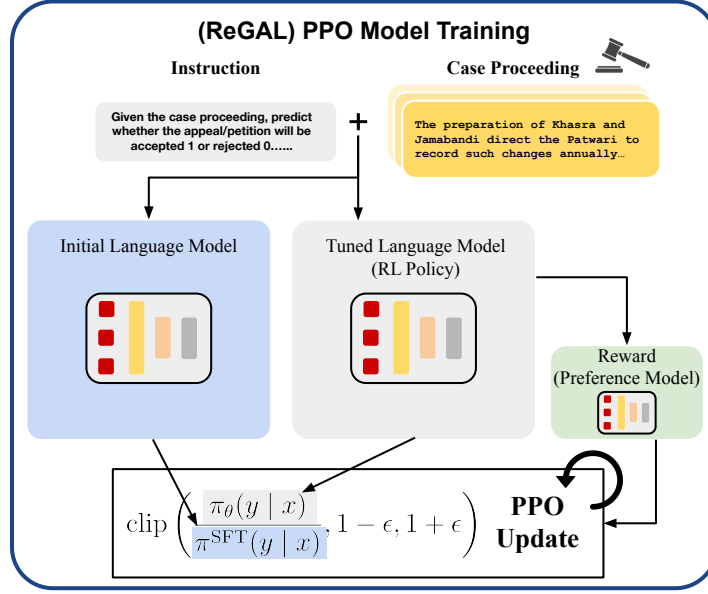 (ReGAL) PPO Model Training
Instruction
Case Proceeding
Given the case proceeding, predict
whether the appeal/petition will be
accepted 1 or rejected 0…...
+
The preparation of Khasra and
Jamabandi direct the Patwari to
record such changes annually…
Initial Language Model
Tuned Language Model
(RL Policy)
Reward
(Preference Model)
clip ( π_θ(y | x) / π^SFT(y | x) , 1 − ϵ, 1 + ϵ )
PPO
Update